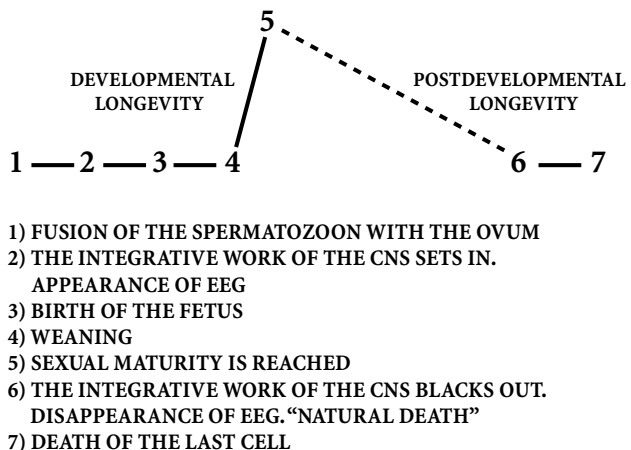 5
DEVELOPMENTAL
LONGEVITY
POSTDEVELOPMENTAL
LONGEVITY
1 2 3 4 6 7
1) FUSION OF THE SPERMATOZOON WITH THE OVUM
2) THE INTEGRATIVE WORK OF THE CNS SETS IN.
APPEARANCE OF EEG
3) BIRTH OF THE FETUS
4) WEANING
5) SEXUAL MATURITY IS REACHED
6) THE INTEGRATIVE WORK OF THE CNS BLACKS OUT.
DISAPPEARANCE OF EEG. “NATURAL DEATH”
7) DEATH OF THE LAST CELL